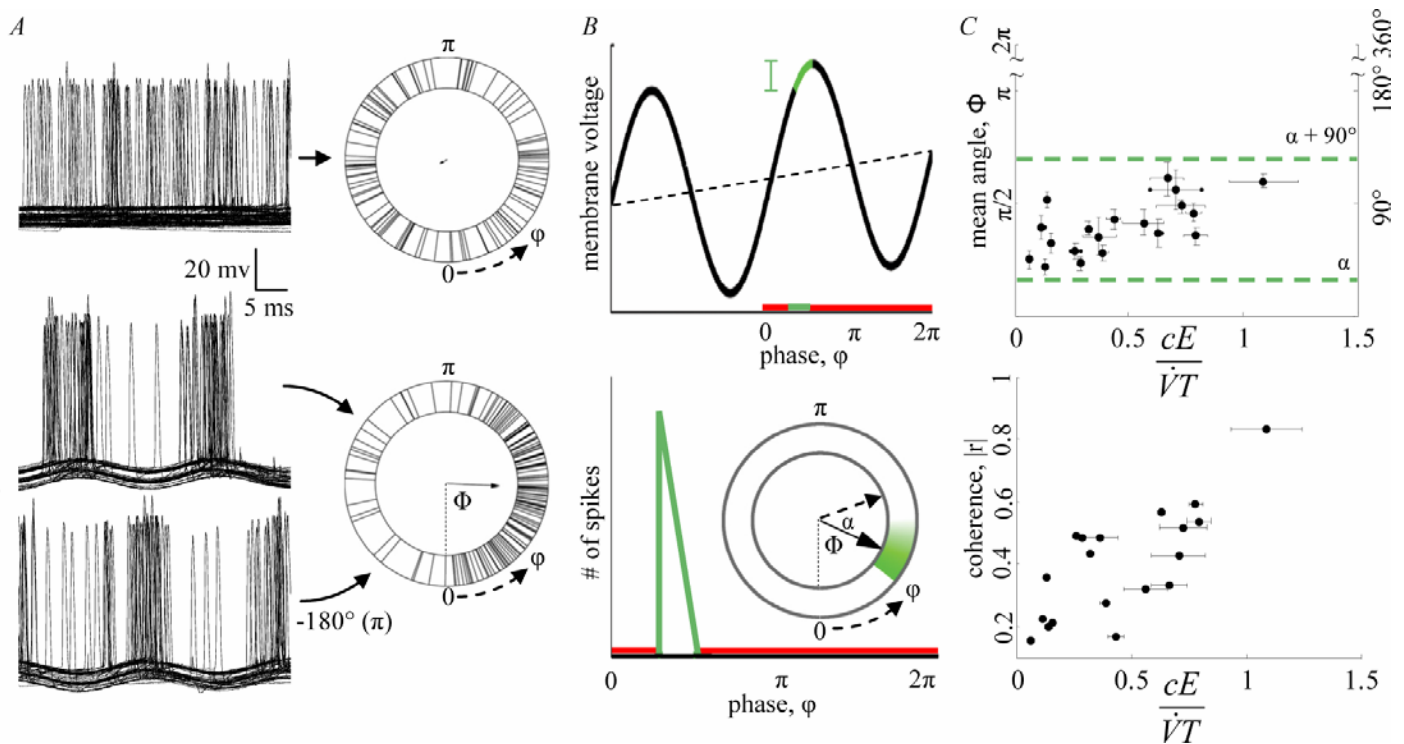 A
π
0
φ
20 mv
5 ms
π
Φ
0
φ
-180° (π)
B
membrane voltage
0
π
2π
phase, φ
# of spikes
π
α
Φ
φ
0
0
π
2π
phase, φ
C
mean angle, Φ
2π
π
π/2
360°
180°
90°
α + 90°
α
0
0.5
1
1.5
cE
V̇T
coherence, |r|
1
0.8
0.6
0.4
0.2
0
0.5
1
1.5
cE
V̇T